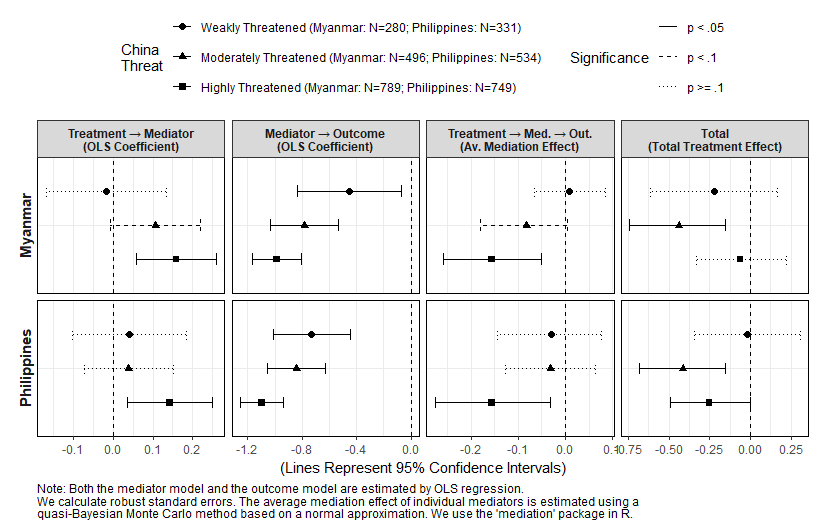 China
Threat
Weakly Threatened (Myanmar: N=280; Philippines: N=331)
Moderately Threatened (Myanmar: N=496; Philippines: N=534)
Highly Threatened (Myanmar: N=789; Philippines: N=749)
Significance
p < .05
p < .1
p >= .1
Treatment → Mediator
(OLS Coefficient)
Mediator → Outcome
(OLS Coefficient)
Treatment → Med. → Out.
(Av. Mediation Effect)
Total
(Total Treatment Effect)
Myanmar
Philippines
-0.1 0.0 0.1 0.2
-1.2 -0.8 -0.4 0.0
-0.2 -0.1 0.0 0.1
-0.75 -0.50 -0.25 0.00 0.25
(Lines Represent 95% Confidence Intervals)
Note: Both the mediator model and the outcome model are estimated by OLS regression.
We calculate robust standard errors. The average mediation effect of individual mediators is estimated using a
quasi-Bayesian Monte Carlo method based on a normal approximation. We use the 'mediation' package in R.